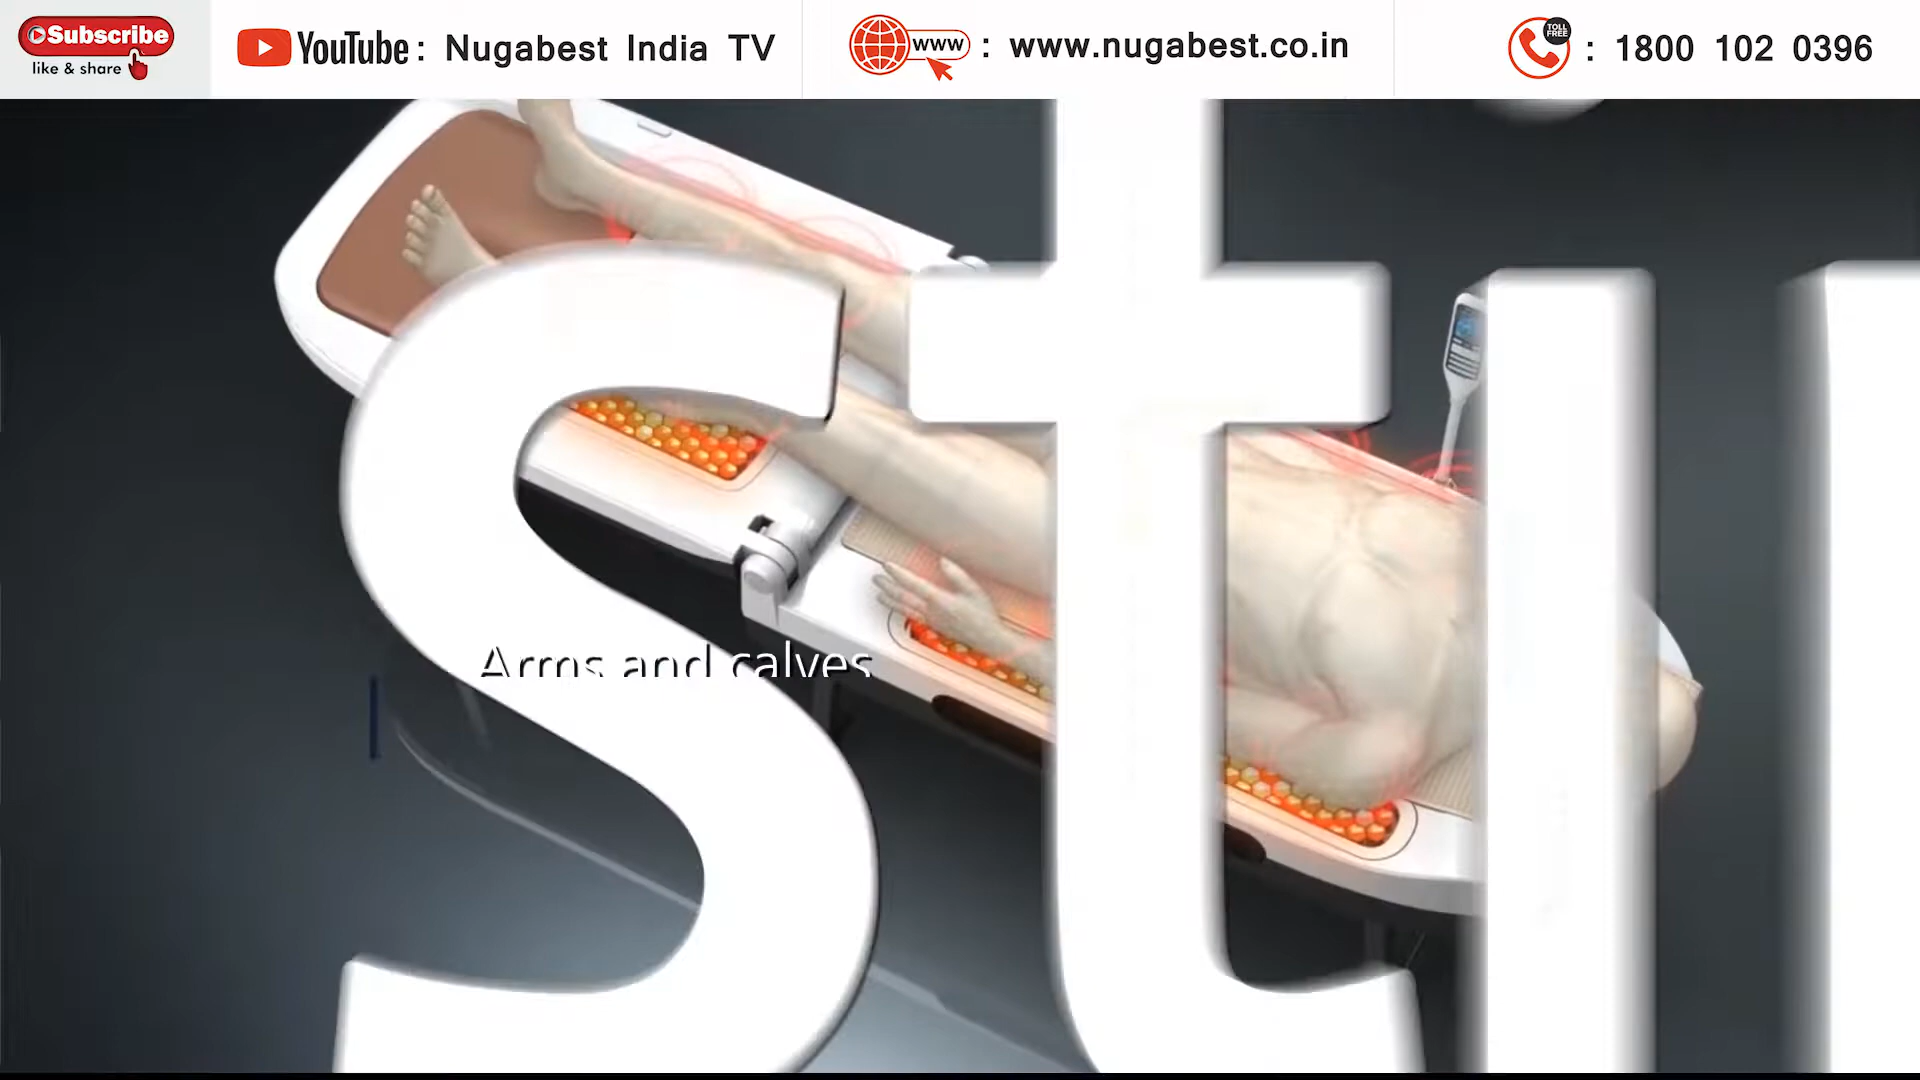 Subscribe
like & share
YouTube : Nugabest India TV
www : www.nugabest.co.in
TOLL FREE : 1800 102 0396
Arms and calves
sti